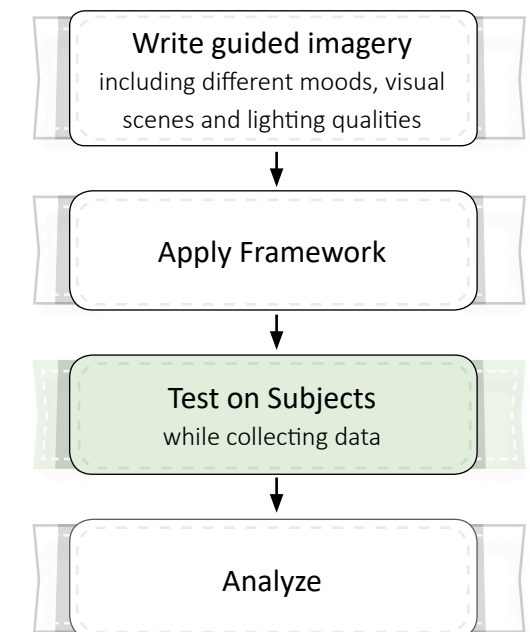 Write guided imagery
including different moods, visual
scenes and lighting qualities
Apply Framework
Test on Subjects
while collecting data
Analyze